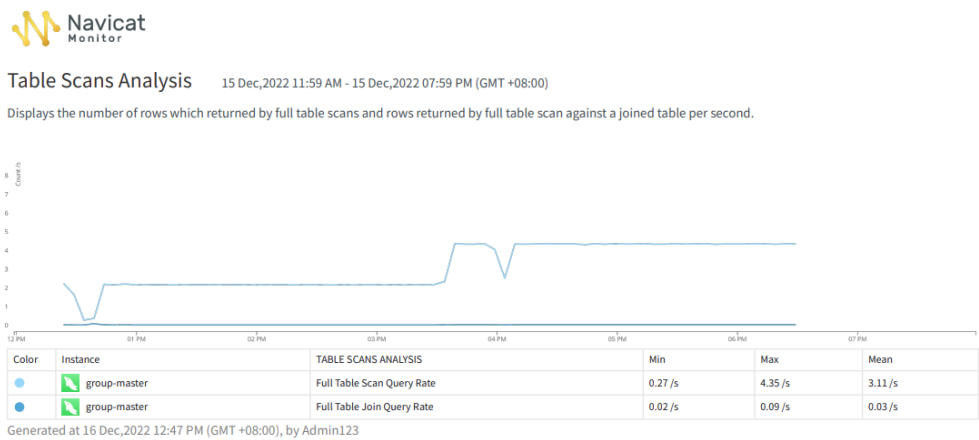 Navicat
Monitor
Table Scans Analysis 15 Dec,2022 11:59 AM - 15 Dec,2022 07:59 PM (GMT +08:00)
Displays the number of rows which returned by full table scans and rows returned by full table scan against a joined table per second.
Count /s
8
7
6
5
4
3
2
1
0
12 PM 01 PM 02 PM 03 PM 04 PM 05 PM 06 PM 07 PM
Color Instance TABLE SCANS ANALYSIS Min Max Mean
group-master Full Table Scan Query Rate 0.27 /s 4.35 /s 3.11 /s
group-master Full Table Join Query Rate 0.02 /s 0.09 /s 0.03 /s
Generated at 16 Dec,2022 12:47 PM (GMT +08:00), by Admin123